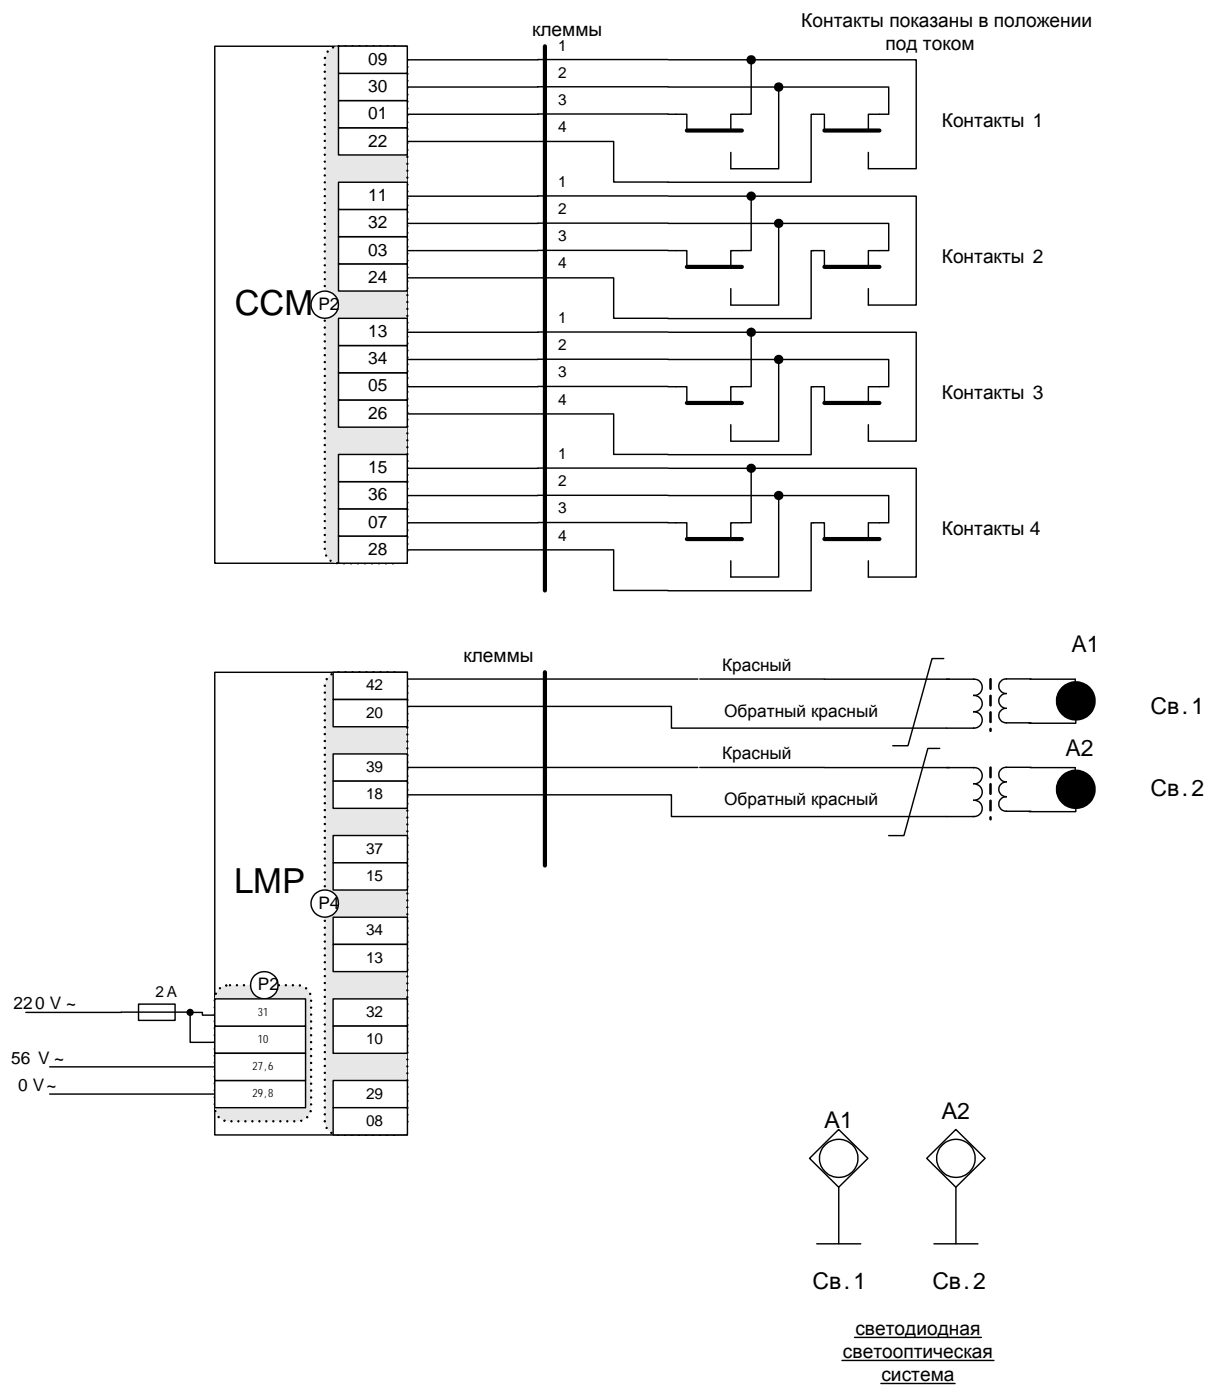 Контакты показаны в положении
под током
клеммы
09
30
01
22
1
2
3
4
Контакты 1
11
32
03
24
1
2
3
4
Контакты 2
CCM
P2
13
34
05
26
1
2
3
4
Контакты 3
15
36
07
28
1
2
3
4
Контакты 4
клеммы
42
20
Красный
Обратный красный
A1
Св.1
39
18
Красный
Обратный красный
A2
Св.2
37
15
LMP
P4
34
13
P2
220 V ~
2 A
31
10
32
10
56 V ~
27,6
0 V ~
29,8
29
08
A1
A2
Св.1
Св.2
светодиодная
светооптическая
система